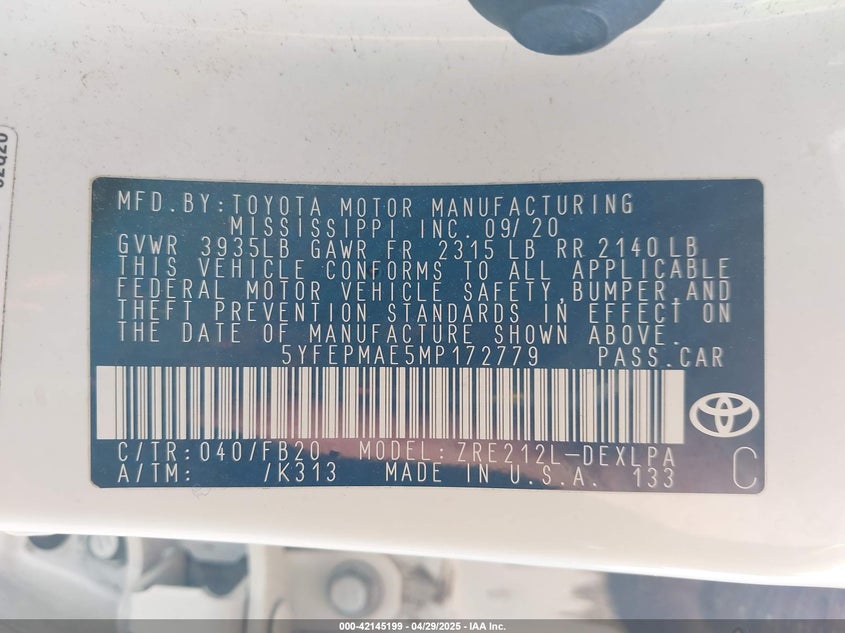 MFD.BY:TOYOTA MOTOR MANUFACTURING
MISSISSIPPI INC. 09/20
GVWR 3935LB GAWR FR 2315 LB RR 2140 LB
THIS VEHICLE CONFORMS TO ALL APPLICABLE
FEDERAL MOTOR VEHICLE SAFETY,BUMPER,AND
THEFT PREVENTION STANDARDS IN EFFECT ON
THE DATE OF MANUFACTURE SHOWN ABOVE.
5YFEPMAE5MP172779 PASS.CAR
C/TR:040/FB20 MODEL: ZRE212L-DEXLPA
A/TM: /K313 MADE IN U.S.A. 133 C
000-42145199 - 04/29/2025 - IAA Inc.